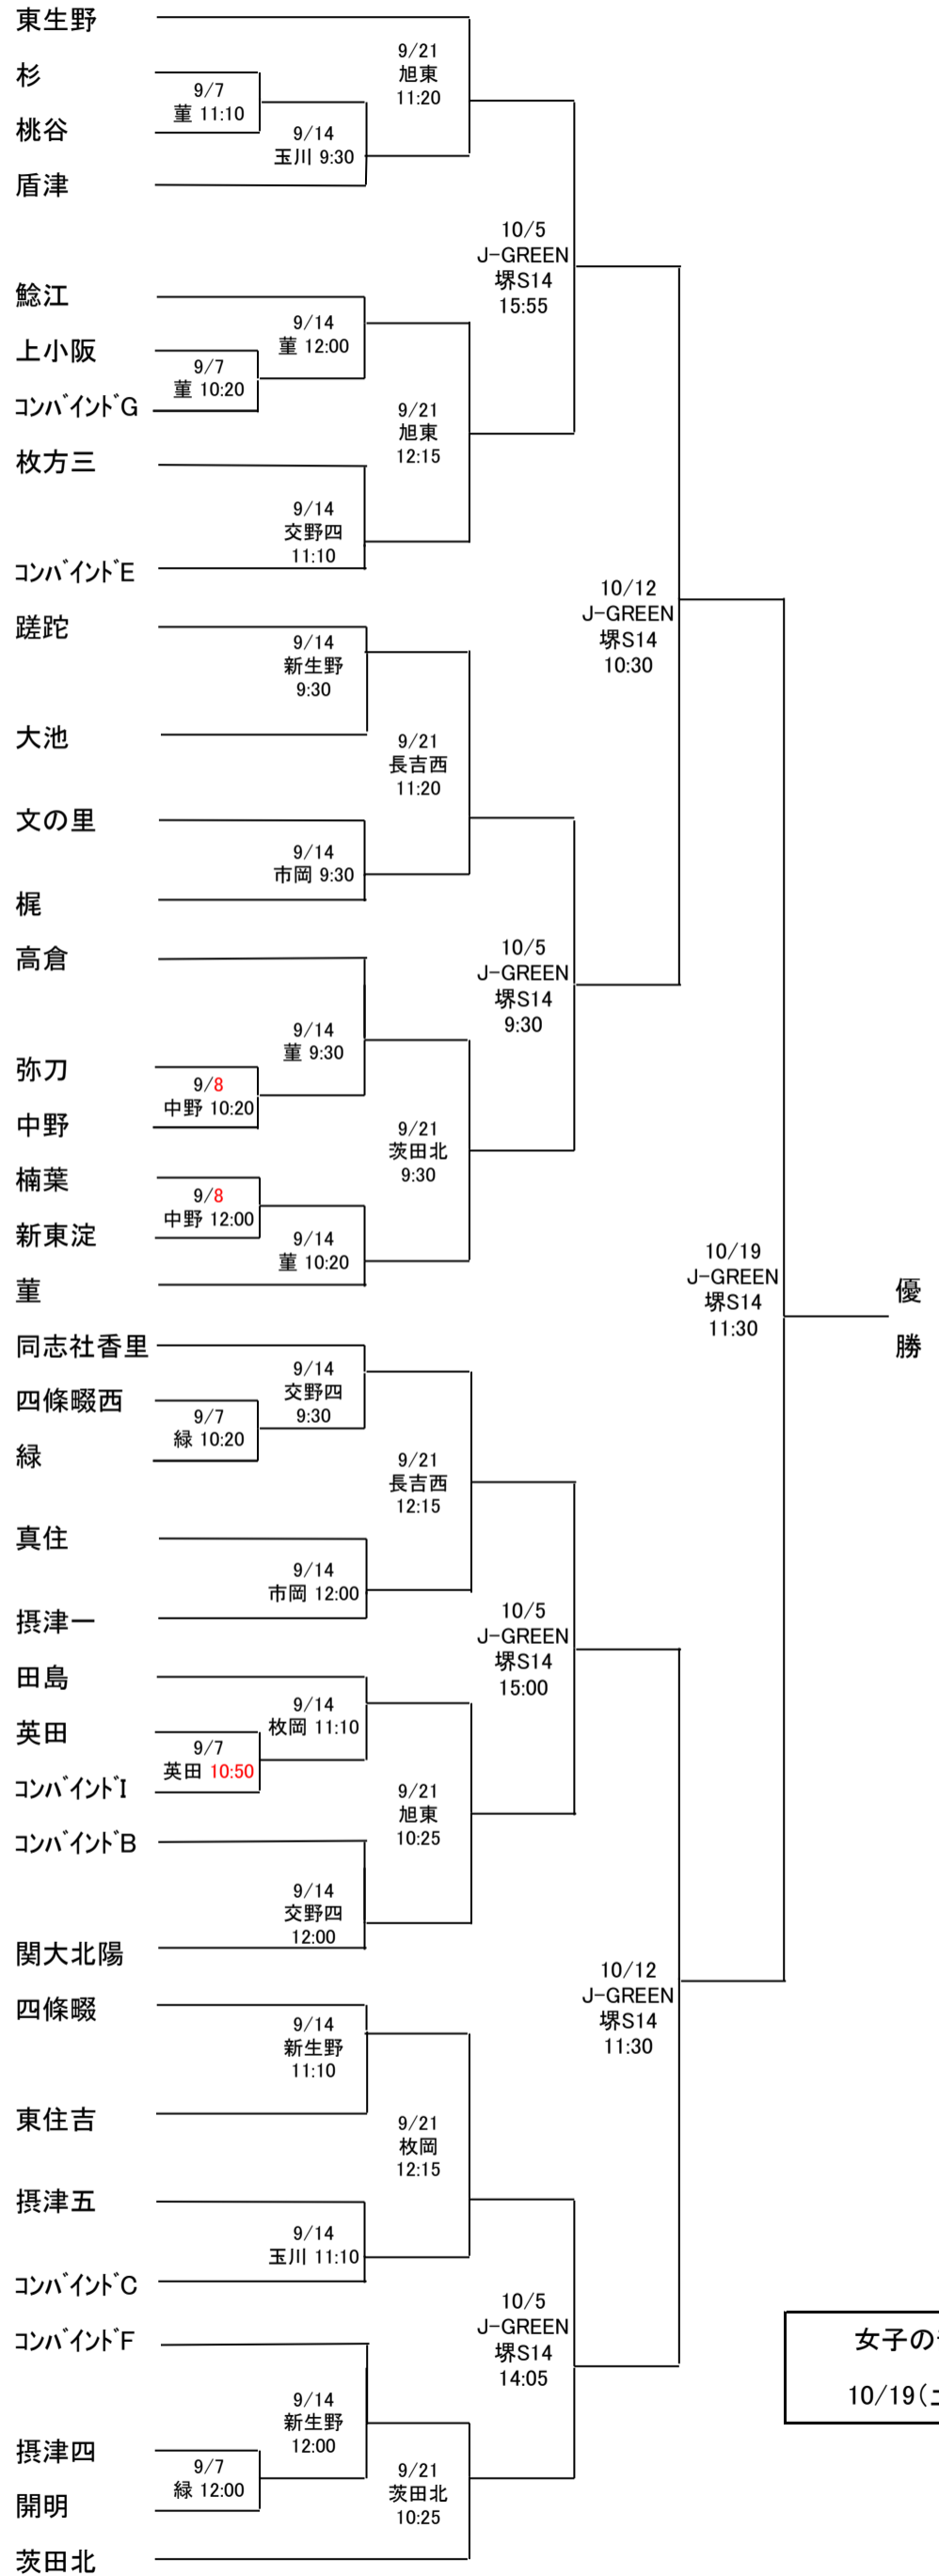 東生野
9/21
旭東
11:20
杉
9/7
菫 11:10
桃谷
9/14
玉川 9:30
盾津
10/5
J-GREEN
堺S14
15:55
鯰江
9/14
菫 12:00
上小阪
9/7
菫 10:20
ｺﾝﾊﾞｲﾝﾄﾞG
9/21
旭東
12:15
枚方三
9/14
交野四
11:10
ｺﾝﾊﾞｲﾝﾄﾞE
10/12
J-GREEN
堺S14
10:30
蹉跎
9/14
新生野
9:30
大池
9/21
長吉西
11:20
文の里
9/14
市岡 9:30
梶
高倉
10/5
J-GREEN
堺S14
9:30
9/14
菫 9:30
弥刀
9/8
中野 10:20
中野
9/21
茨田北
9:30
楠葉
9/8
中野 12:00
新東淀
9/14
菫 10:20
菫
10/19
J-GREEN
堺S14
11:30
優
勝
同志社香里
9/14
交野四
9:30
四條畷西
9/7
緑 10:20
緑
9/21
長吉西
12:15
真住
9/14
市岡 12:00
摂津一
10/5
J-GREEN
堺S14
15:00
田島
9/14
枚岡 11:10
英田
9/7
英田 10:50
ｺﾝﾊﾞｲﾝﾄﾞI
9/21
旭東
10:25
ｺﾝﾊﾞｲﾝﾄﾞB
9/14
交野四
12:00
関大北陽
10/12
J-GREEN
堺S14
11:30
四條畷
9/14
新生野
11:10
東住吉
9/21
枚岡
12:15
摂津五
9/14
玉川 11:10
ｺﾝﾊﾞｲﾝﾄﾞC
10/5
J-GREEN
堺S14
14:05
ｺﾝﾊﾞｲﾝﾄﾞF
女子の
10/19(土
9/14
新生野
12:00
摂津四
9/7
緑 12:00
開明
9/21
茨田北
10:25
茨田北